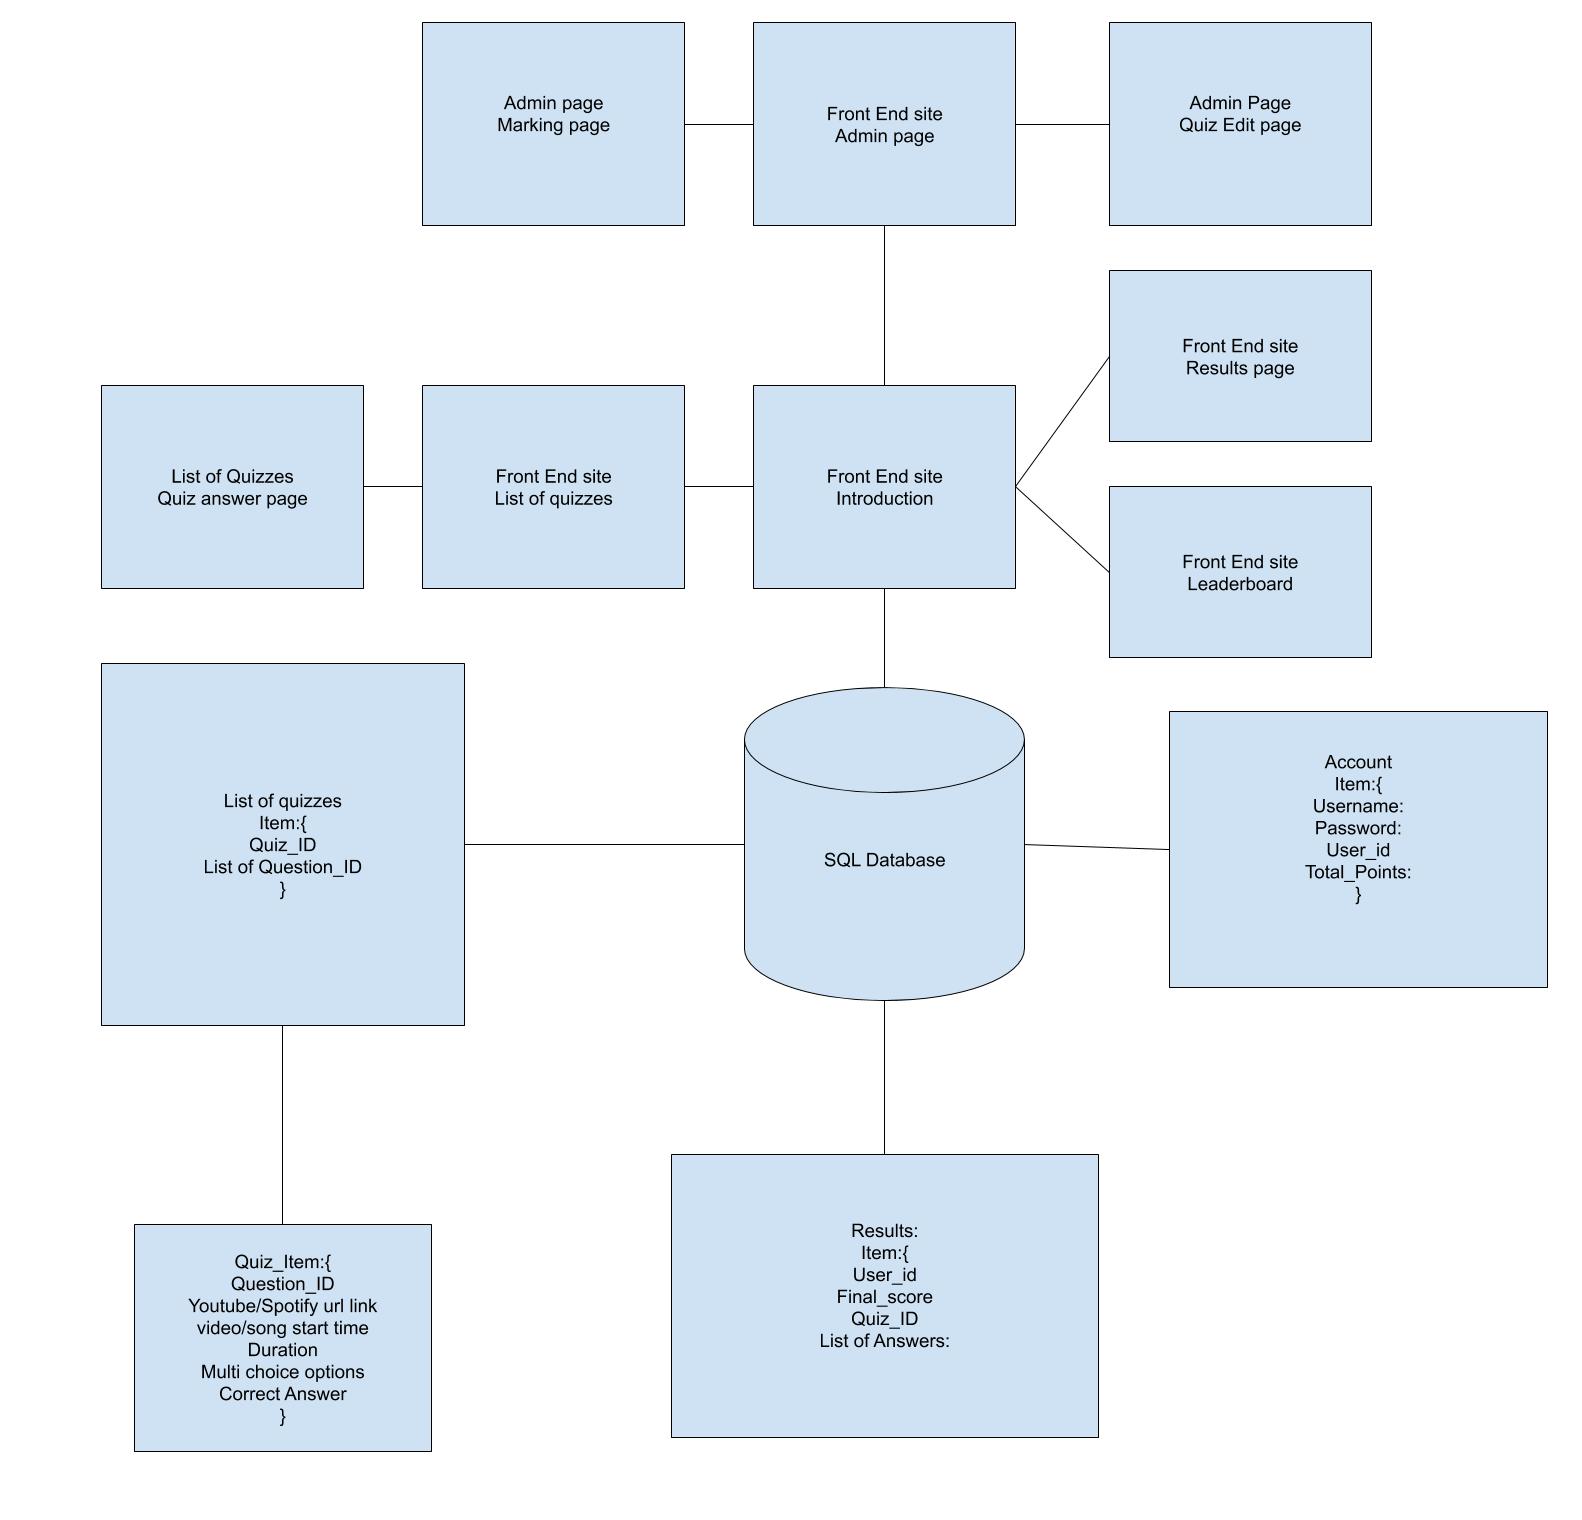 Admin page
Marking page
Front End site
Admin page
Admin Page
Quiz Edit page
Front End site
Results page
List of Quizzes
Quiz answer page
Front End site
List of quizzes
Front End site
Introduction
Front End site
Leaderboard
List of quizzes
Item:{
Quiz_ID
List of Question_ID
}
SQL Database
Account
Item:{
Username:
Password:
User_id
Total_Points:
}
Quiz_Item:{
Question_ID
Youtube/Spotify url link
video/song start time
Duration
Multi choice options
Correct Answer
}
Results:
Item:{
User_id
Final_score
Quiz_ID
List of Answers: